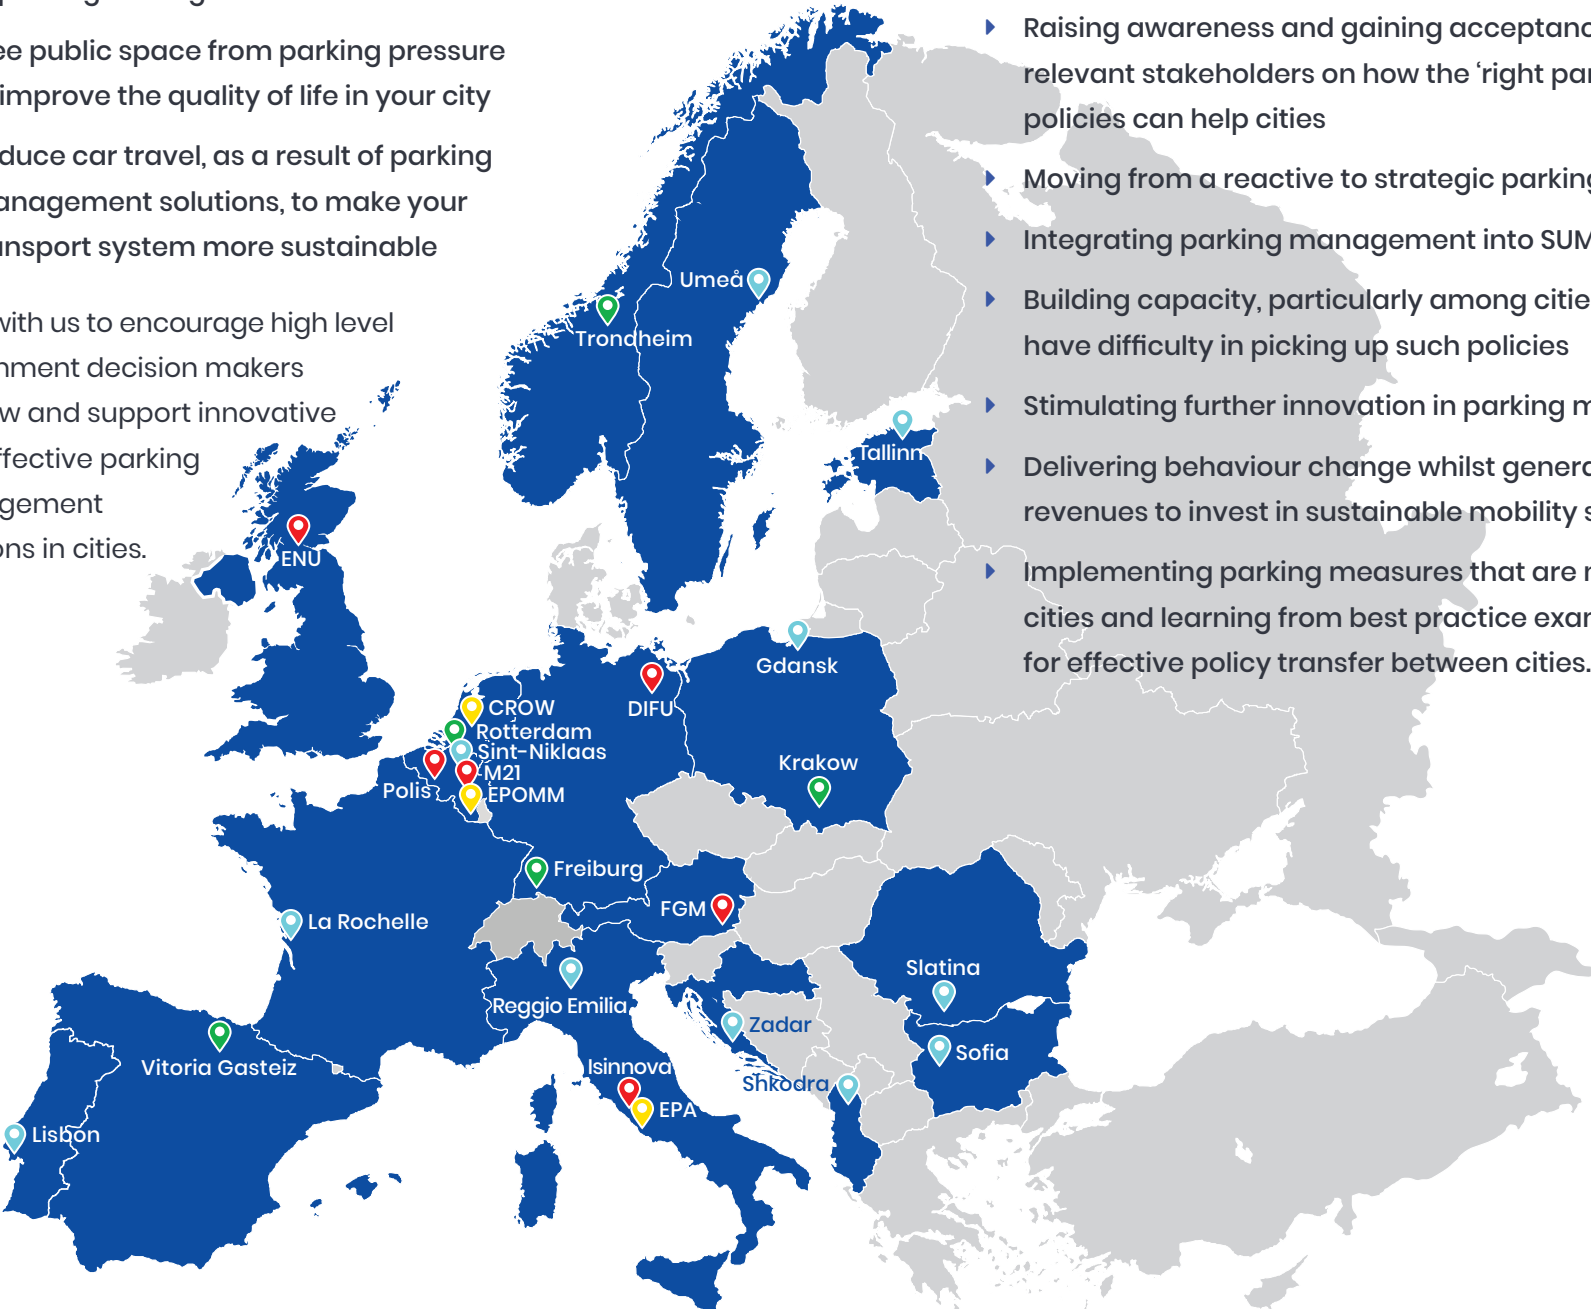 ee public space from parking pressure
improve the quality of life in your city
duce car travel, as a result of parking
anagement solutions, to make your
ansport system more sustainable
with us to encourage high level
nment decision makers
w and support innovative
ffective parking
gement
ons in cities.
Raising awareness and gaining acceptanc
relevant stakeholders on how the ‘right par
policies can help cities
Moving from a reactive to strategic parking
Integrating parking management into SUM
Building capacity, particularly among citie
have difficulty in picking up such policies
Stimulating further innovation in parking m
Delivering behaviour change whilst genera
revenues to invest in sustainable mobility s
Implementing parking measures that are n
cities and learning from best practice exar
for effective policy transfer between cities.
Umeå
Trondheim
Tallinn
ENU
Gdansk
DIFU
CROW
Rotterdam
Sint-Niklaas
M21
Polis
EPOMM
Krakow
Freiburg
FGM
La Rochelle
Slatina
Reggio Emilia
Zadar
Sofia
Vitoria Gasteiz
Isinnova
Shkodra
EPA
Lisbon